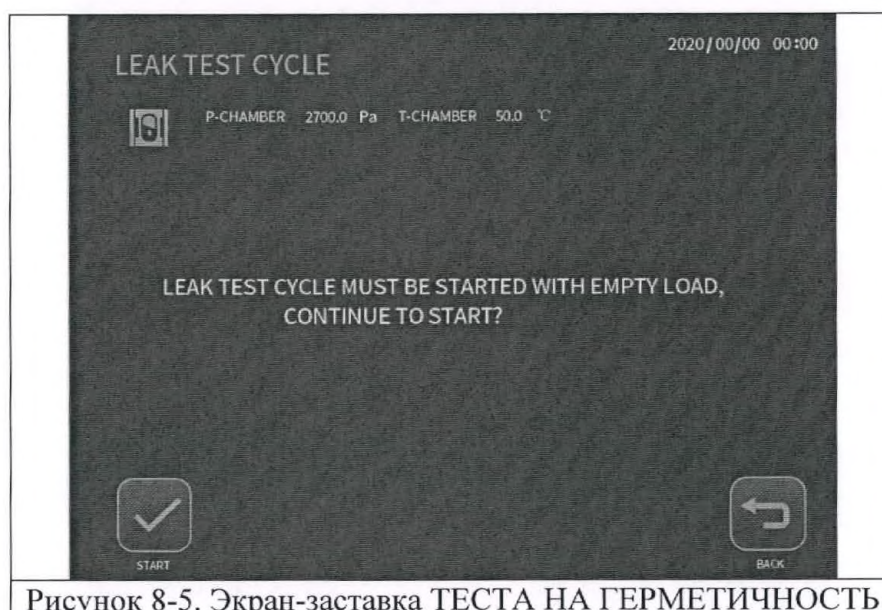 LEAK TEST CYCLE
2020/00/00 00:00
P-CHAMBER 2700.0 Pa T-CHAMBER 50.0 ℃
LEAK TEST CYCLE MUST BE STARTED WITH EMPTY LOAD,
CONTINUE TO START?
START
BACK
Рисунок 8-5. Экран-заставка ТЕСТА НА ГЕРМЕТИЧНОСТЬ